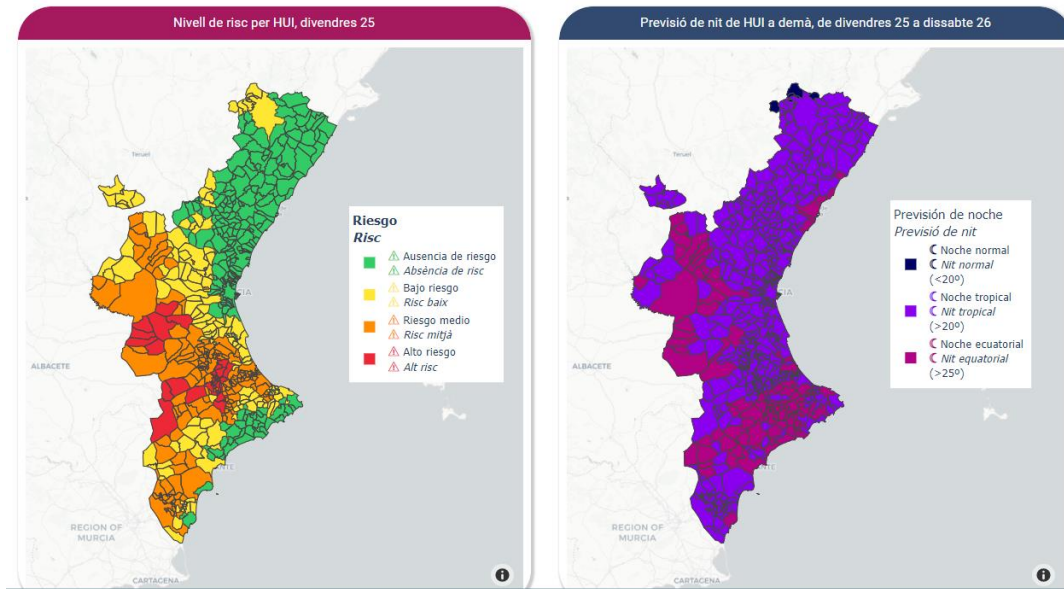 Nivell de risc per HUI, divendres 25
Teruel
Riesgo
Risc
Ausencia de riesgo
Absència de risc
Bajo riesgo
Risc baix
Riesgo medio
Risc mitjà
Alto riesgo
Alt risc
ALBACETE
REGION OF
MURCIA
CARTAGENA
Previsió de nit de HUI a demà, de divendres 25 a dissabte 26
Teruel
Previsión de noche
Previsió de nit
Noche normal
Nit normal
(<20º)
Noche tropical
Nit tropical
(>20º)
Noche ecuatorial
Nit equatorial
(>25º)
ALBACETE
REGION OF
MURCIA
CARTAGENA